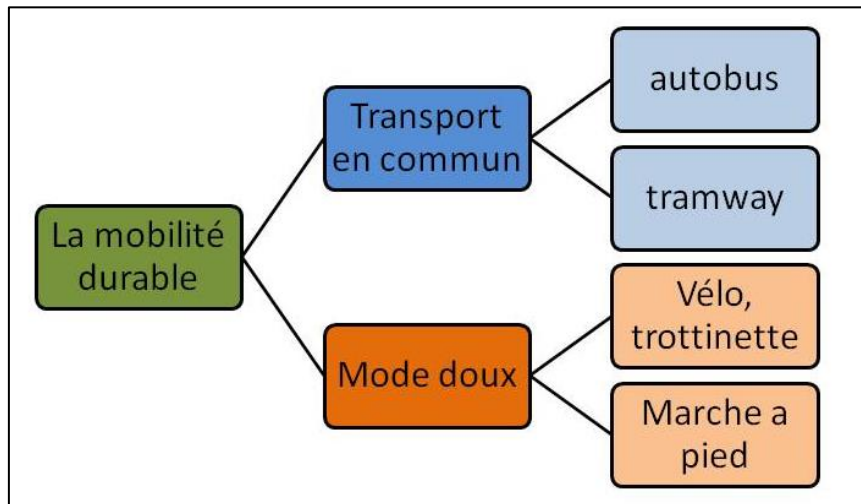 La mobilité
durable
Transport
en commun
autobus
tramway
Mode doux
Vélo,
trottinette
Marche a
pied